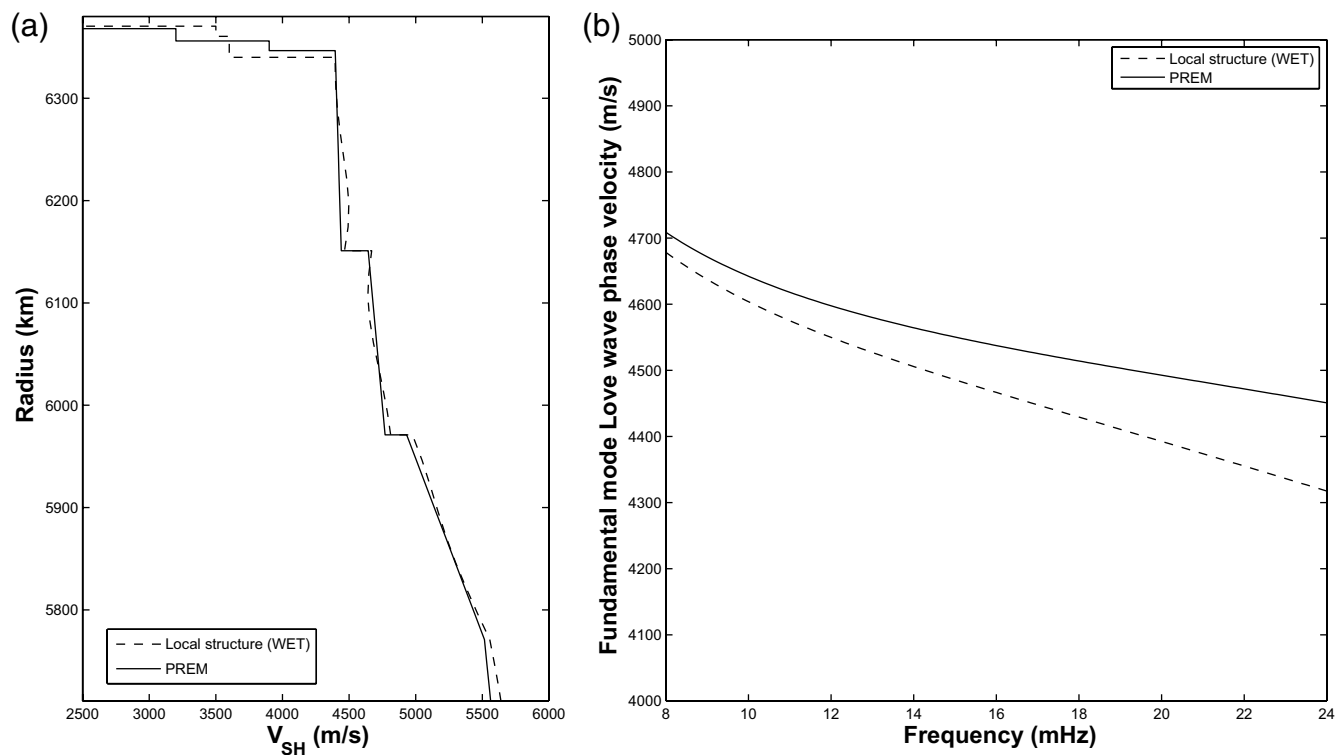 (a)
Radius (km)
6300
6200
6100
6000
5900
5800
Local structure (WET)
PREM
2500 3000 3500 4000 4500 5000 5500 6000
V_SH (m/s)
(b)
Fundamental mode Love wave phase velocity (m/s)
5000
4900
4800
4700
4600
4500
4400
4300
4200
4100
4000
Local structure (WET)
PREM
8 10 12 14 16 18 20 22 24
Frequency (mHz)